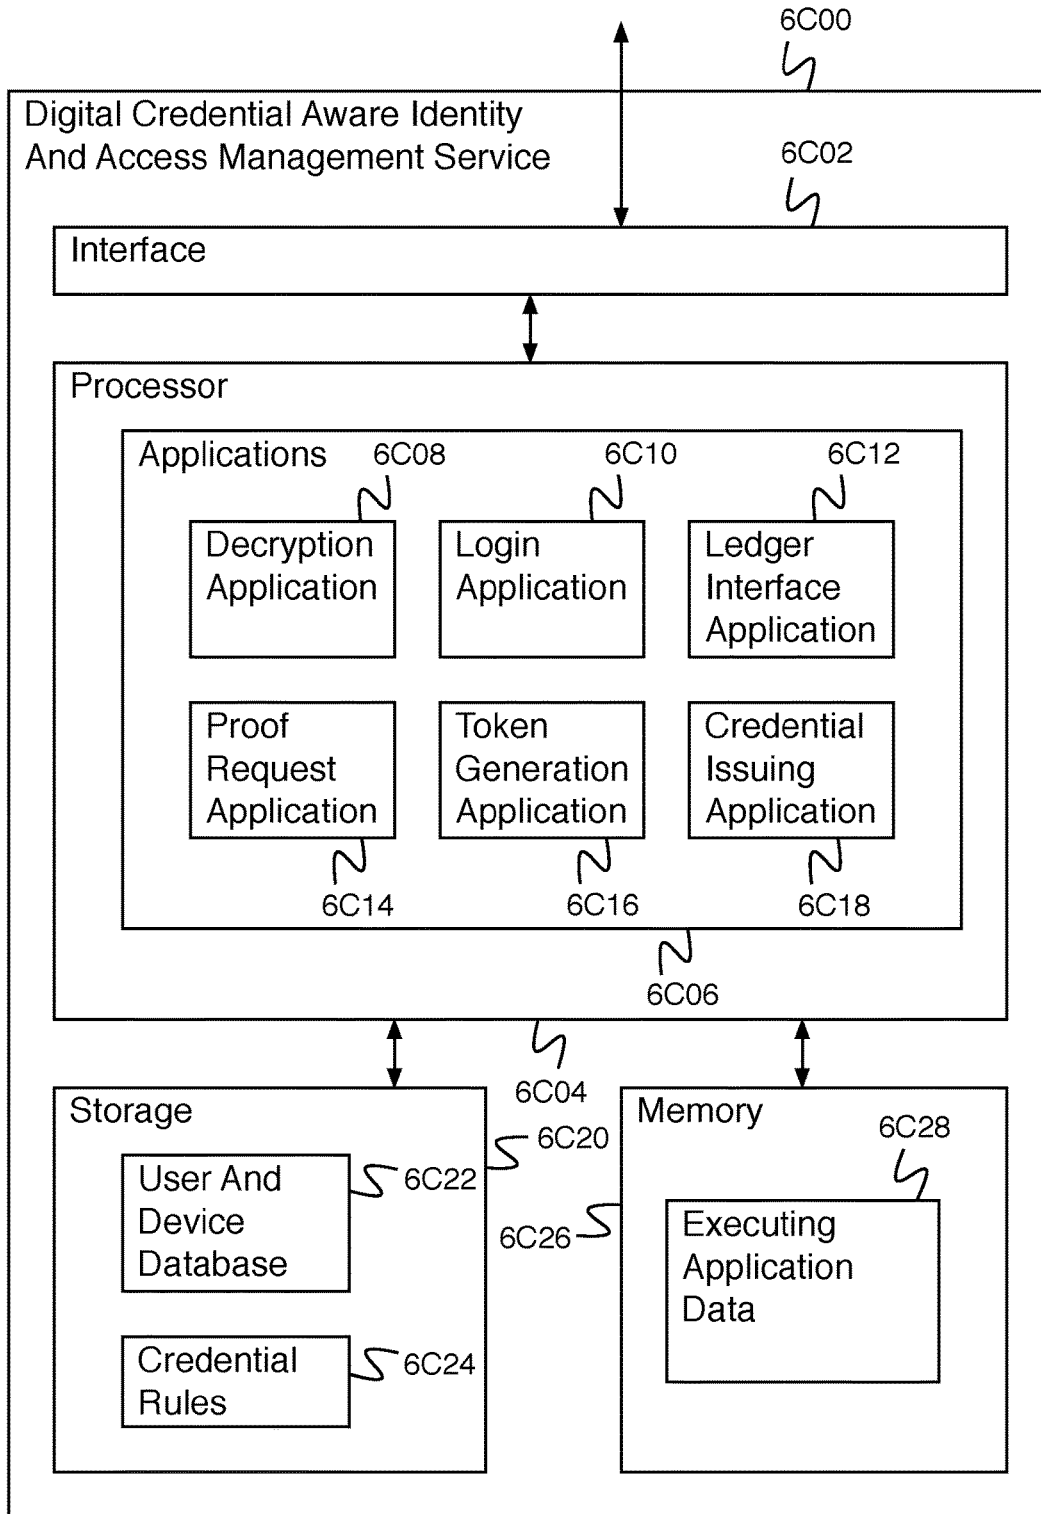 6C00
Digital Credential Aware Identity
And Access Management Service
6C02
Interface
Processor
Applications
6C08
6C10
6C12
Decryption
Application
Login
Application
Ledger
Interface
Application
Proof
Request
Application
Token
Generation
Application
Credential
Issuing
Application
6C14
6C16
6C18
6C06
6C04
Storage
6C20
User And
Device
Database
6C22
Credential
Rules
6C24
Memory
6C28
6C26
Executing
Application
Data